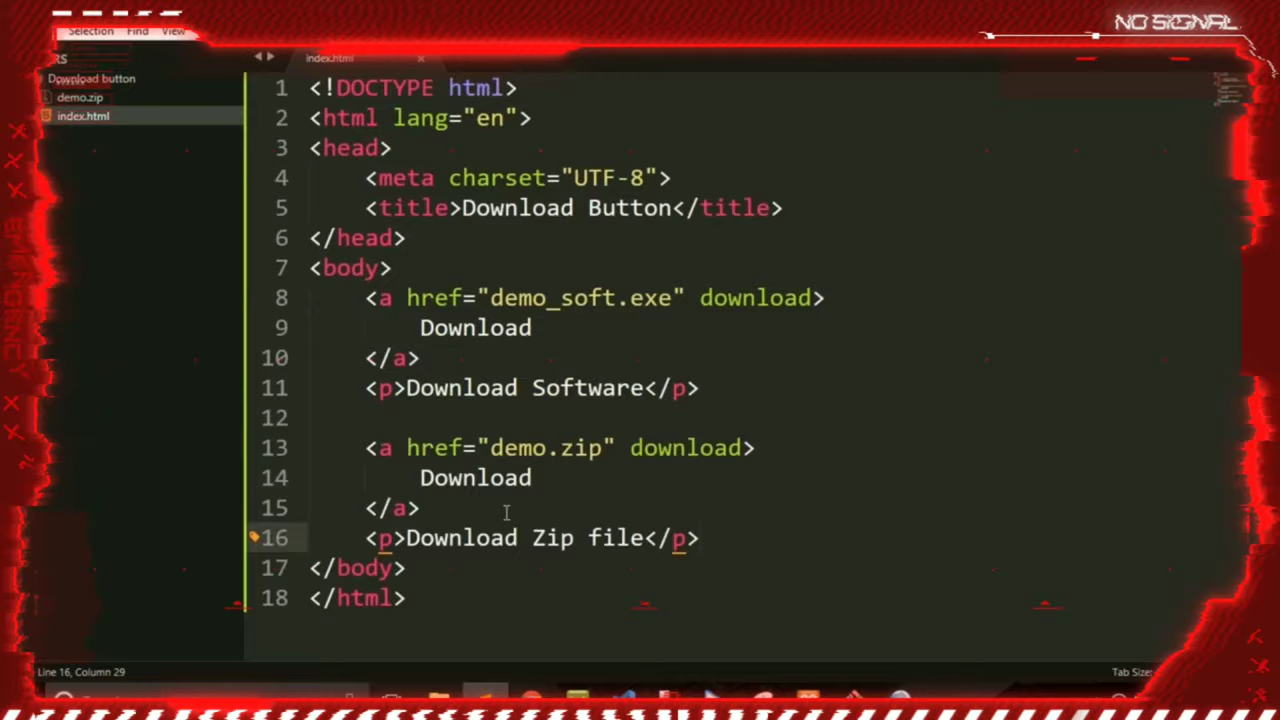 NO SIGNAL
Selection Find View
RS
Download button
demo.zip
index.html
index.html
1 <!DOCTYPE html>
2 <html lang="en">
3 <head>
4 <meta charset="UTF-8">
5 <title>Download Button</title>
6 </head>
7 <body>
8 <a href="demo_soft.exe" download>
9 Download
10 </a>
11 <p>Download Software</p>
12
13 <a href="demo.zip" download>
14 Download
15 </a>
16 <p>Download Zip file</p>
17 </body>
18 </html>
EMERGENCY
Line 16, Column 29
Tab Size: